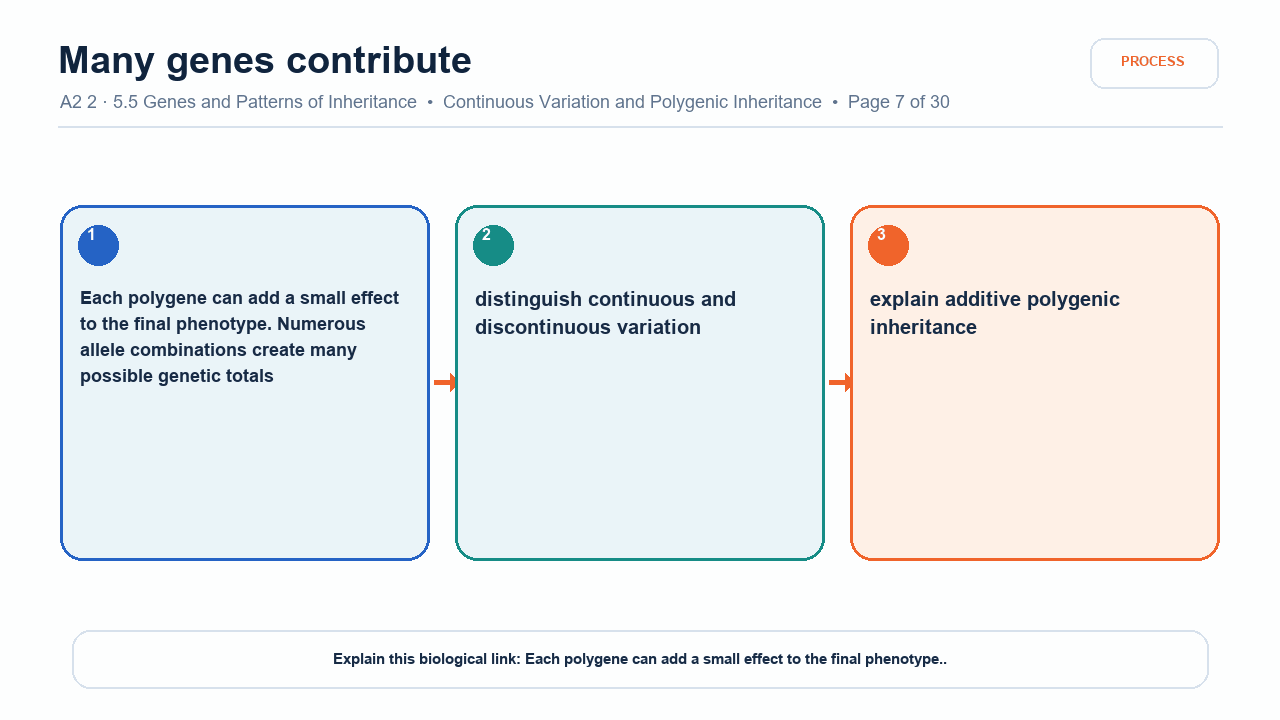 Many genes contribute
PROCESS
A2 2 · 5.5 Genes and Patterns of Inheritance • Continuous Variation and Polygenic Inheritance • Page 7 of 30
1
Each polygene can add a small effect
to the final phenotype. Numerous
allele combinations create many
possible genetic totals
2
distinguish continuous and
discontinuous variation
3
explain additive polygenic
inheritance
Explain this biological link: Each polygene can add a small effect to the final phenotype..